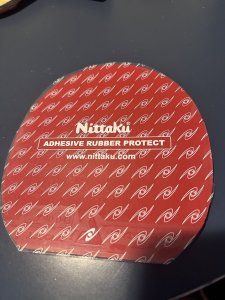 Nittaku
ADHESIVE RUBBER PROTECT
www.nittaku.com